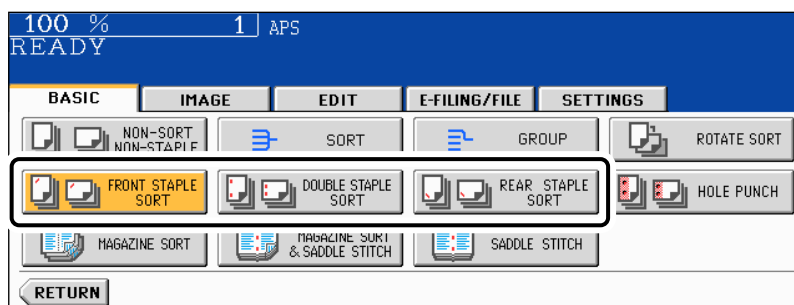 100 % 1 APS
READY
BASIC IMAGE EDIT E-FILING/FILE SETTINGS
NON-SORT
NON-STAPLE
SORT
GROUP
ROTATE SORT
FRONT STAPLE
SORT
DOUBLE STAPLE
SORT
REAR STAPLE
SORT
HOLE PUNCH
MAGAZINE SORT
MAGAZINE SORT
& SADDLE STITCH
SADDLE STITCH
RETURN